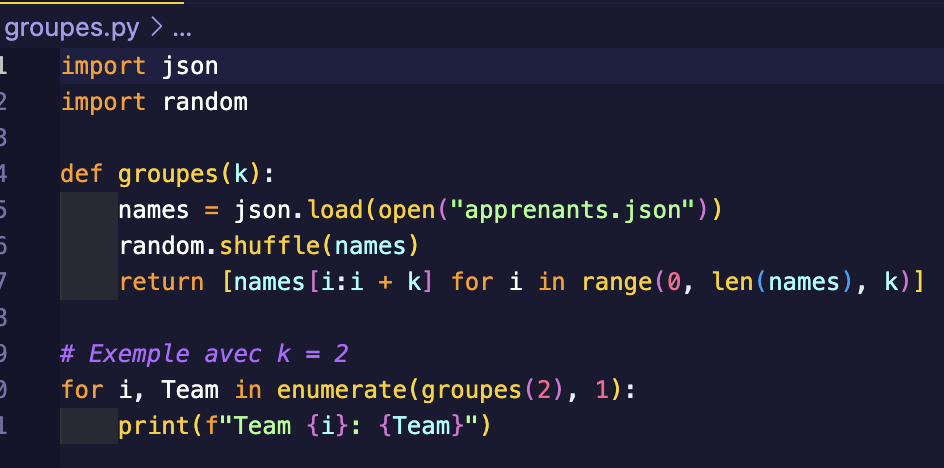 groupes.py > ...
1 import json
2 import random
3
4 def groupes(k):
5     names = json.load(open("apprenants.json"))
6     random.shuffle(names)
7     return [names[i:i + k] for i in range(0, len(names), k)]
8
9 # Exemple avec k = 2
0 for i, Team in enumerate(groupes(2), 1):
1     print(f"Team {i}: {Team}")